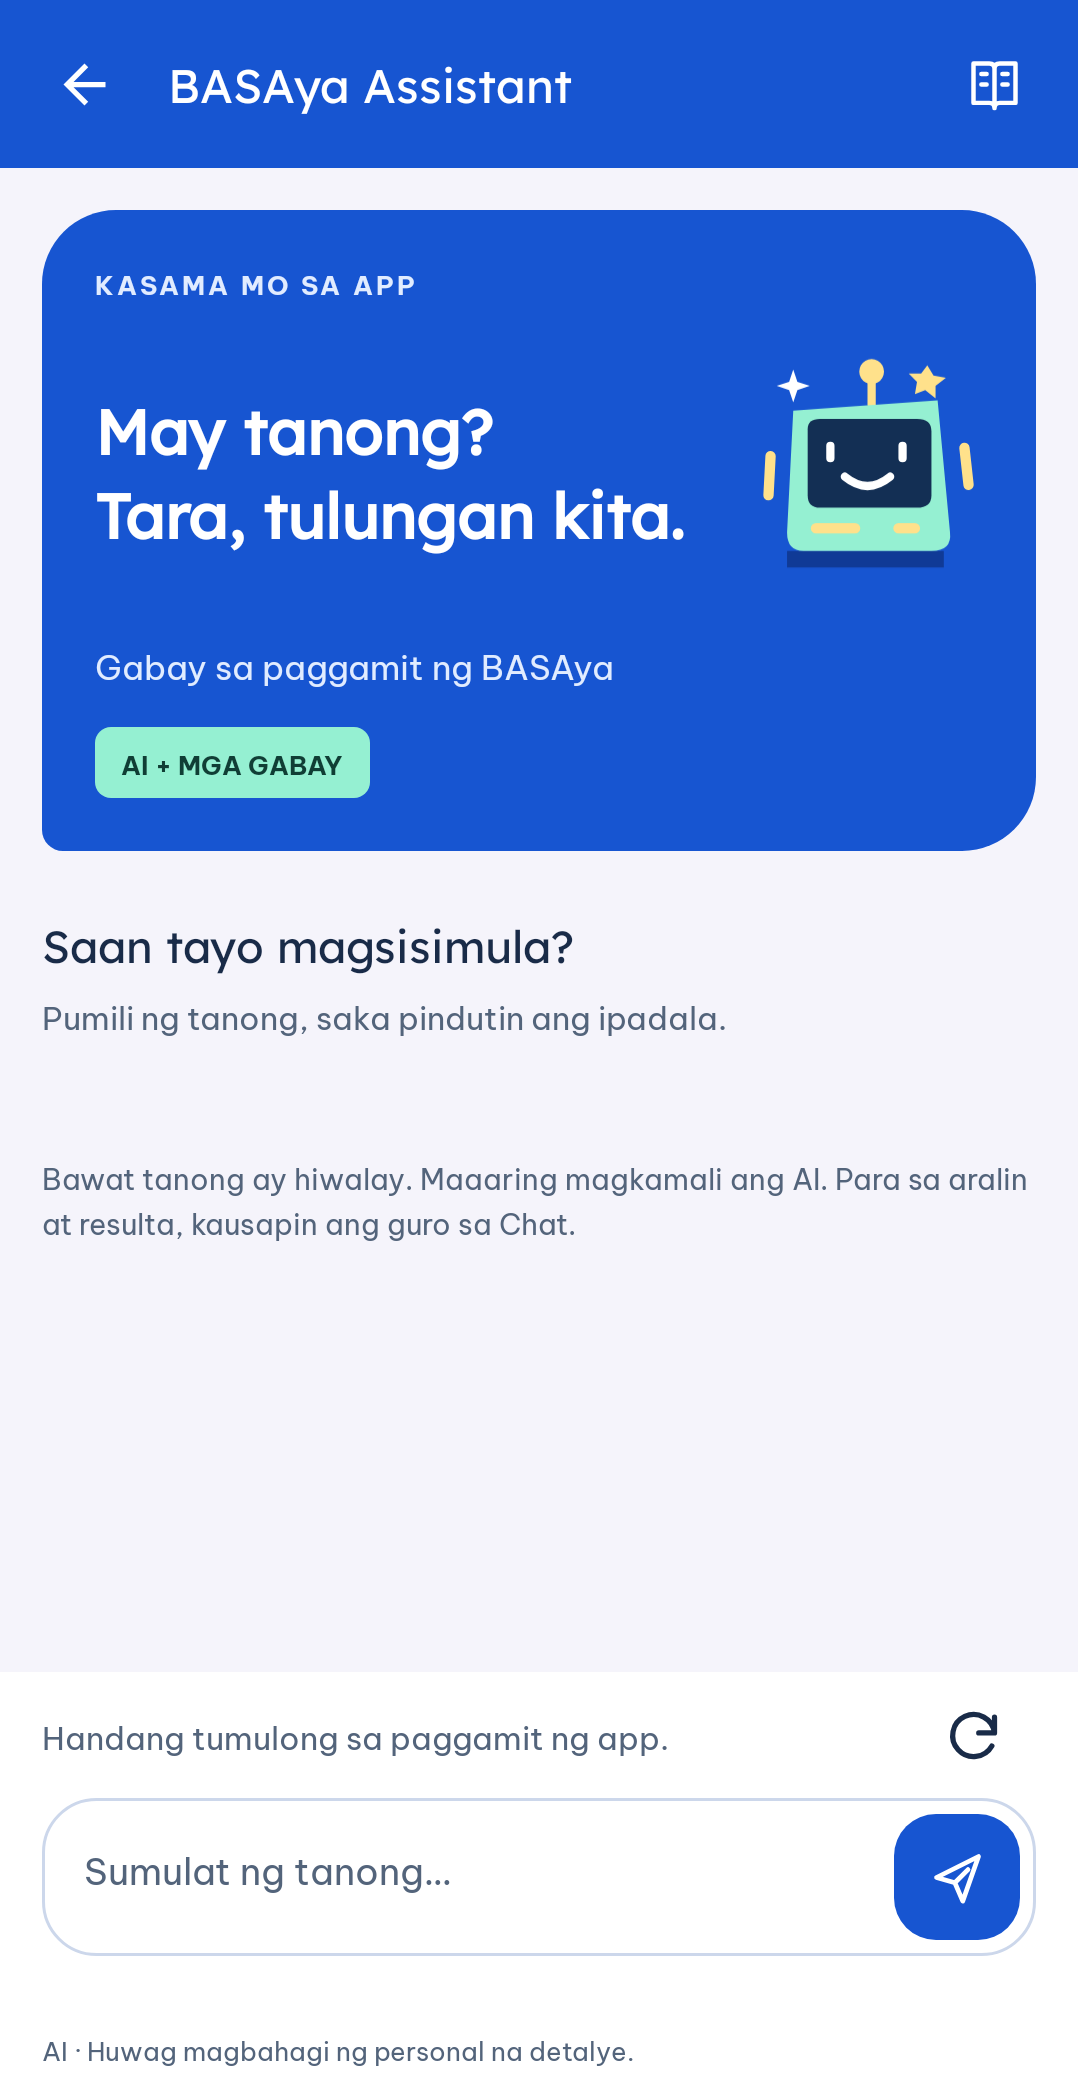 BASAya Assistant
KASAMA MO SA APP
May tanong?
Tara, tulungan kita.
Gabay sa paggamit ng BASAya
AI + MGA GABAY
Saan tayo magsisimula?
Pumili ng tanong, saka pindutin ang ipadala.
Bawat tanong ay hiwalay. Maaaring magkamali ang AI. Para sa aralin
at resulta, kausapin ang guro sa Chat.
Handang tumulong sa paggamit ng app.
Sumulat ng tanong...
AI · Huwag magbahagi ng personal na detalye.